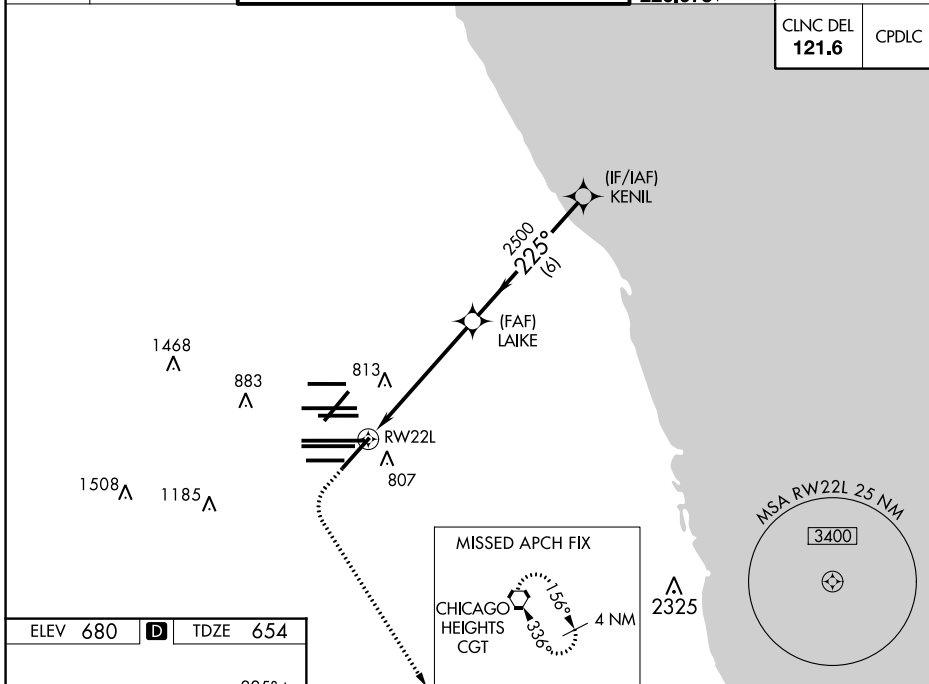 CLNC DEL
121.6
CPDLC
(IF/IAF)
KENIL
2500
225°
(6)
(FAF)
LAIKE
1468
883
813
RW22L
807
1508
1185
MSA RW22L 25 NM
3400
MISSED APCH FIX
CHICAGO
HEIGHTS
CGT
156°
336°
4 NM
2325
ELEV 680 D TDZE 654